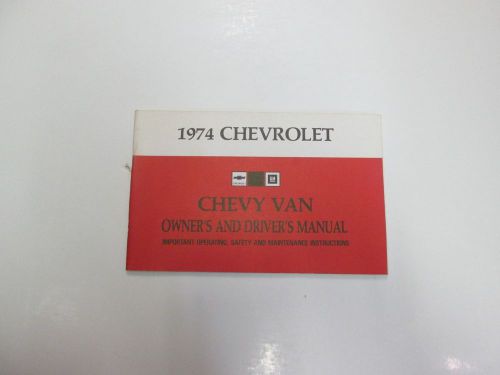 1974 CHEVROLET
CHEVY VAN
OWNER'S AND DRIVER'S MANUAL
IMPORTANT OPERATING, SAFETY AND MAINTENANCE INSTRUCTIONS